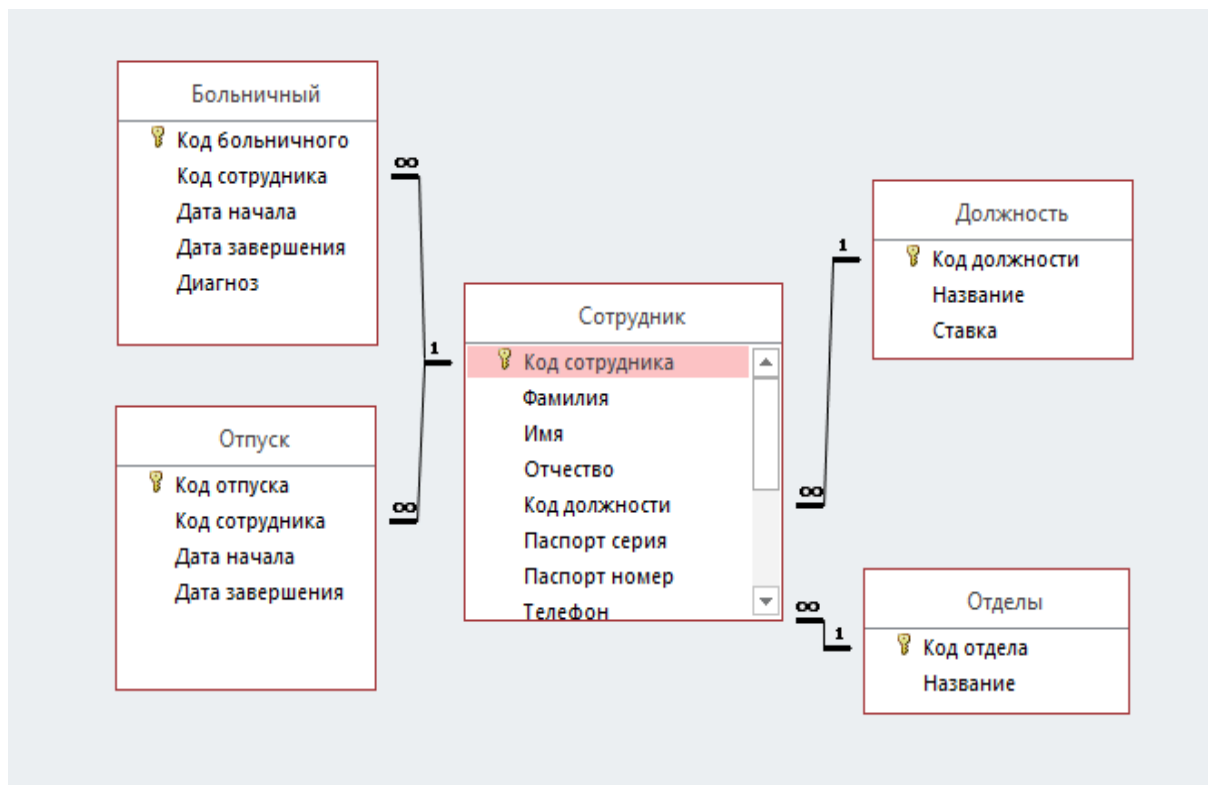 Больничный
Код больничного
Код сотрудника
Дата начала
Дата завершения
Диагноз
∞
1
Отпуск
Код отпуска
Код сотрудника
Дата начала
Дата завершения
∞
Сотрудник
Код сотрудника
Фамилия
Имя
Отчество
Код должности
Паспорт серия
Паспорт номер
Телефон
∞
1
Должность
Код должности
Название
Ставка
∞
1
Отделы
Код отдела
Название